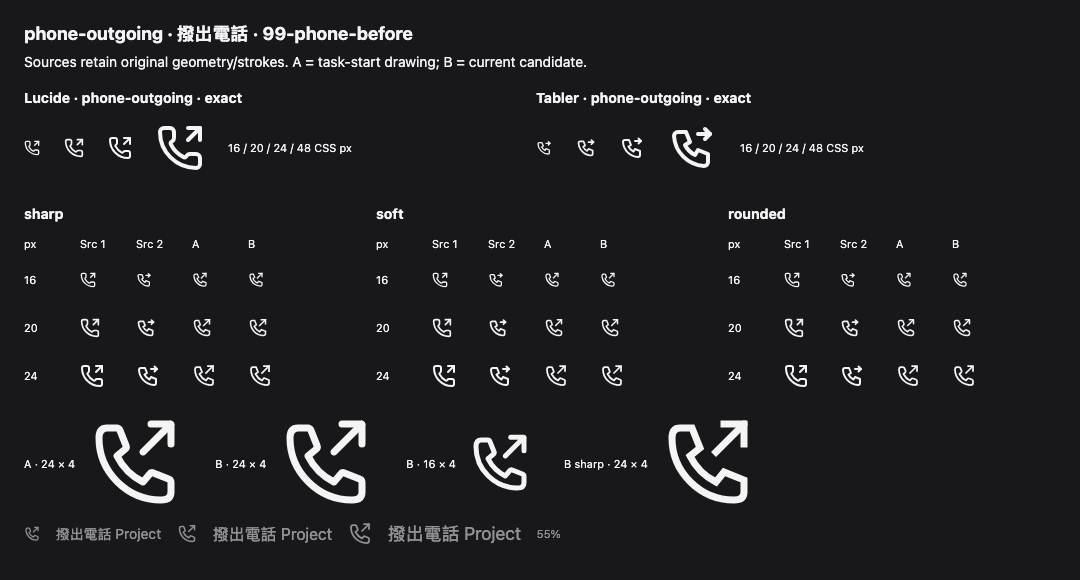 phone-outgoing · 撥出電話 · 99-phone-before
Sources retain original geometry/strokes. A = task-start drawing; B = current candidate.
Lucide · phone-outgoing · exact
Tabler · phone-outgoing · exact
16 / 20 / 24 / 48 CSS px
16 / 20 / 24 / 48 CSS px
sharp
soft
rounded
px Src 1 Src 2 A B
px Src 1 Src 2 A B
px Src 1 Src 2 A B
16
16
16
20
20
20
24
24
24
A · 24 × 4
B · 24 × 4
B · 16 × 4
B sharp · 24 × 4
撥出電話 Project
撥出電話 Project
撥出電話 Project
55%